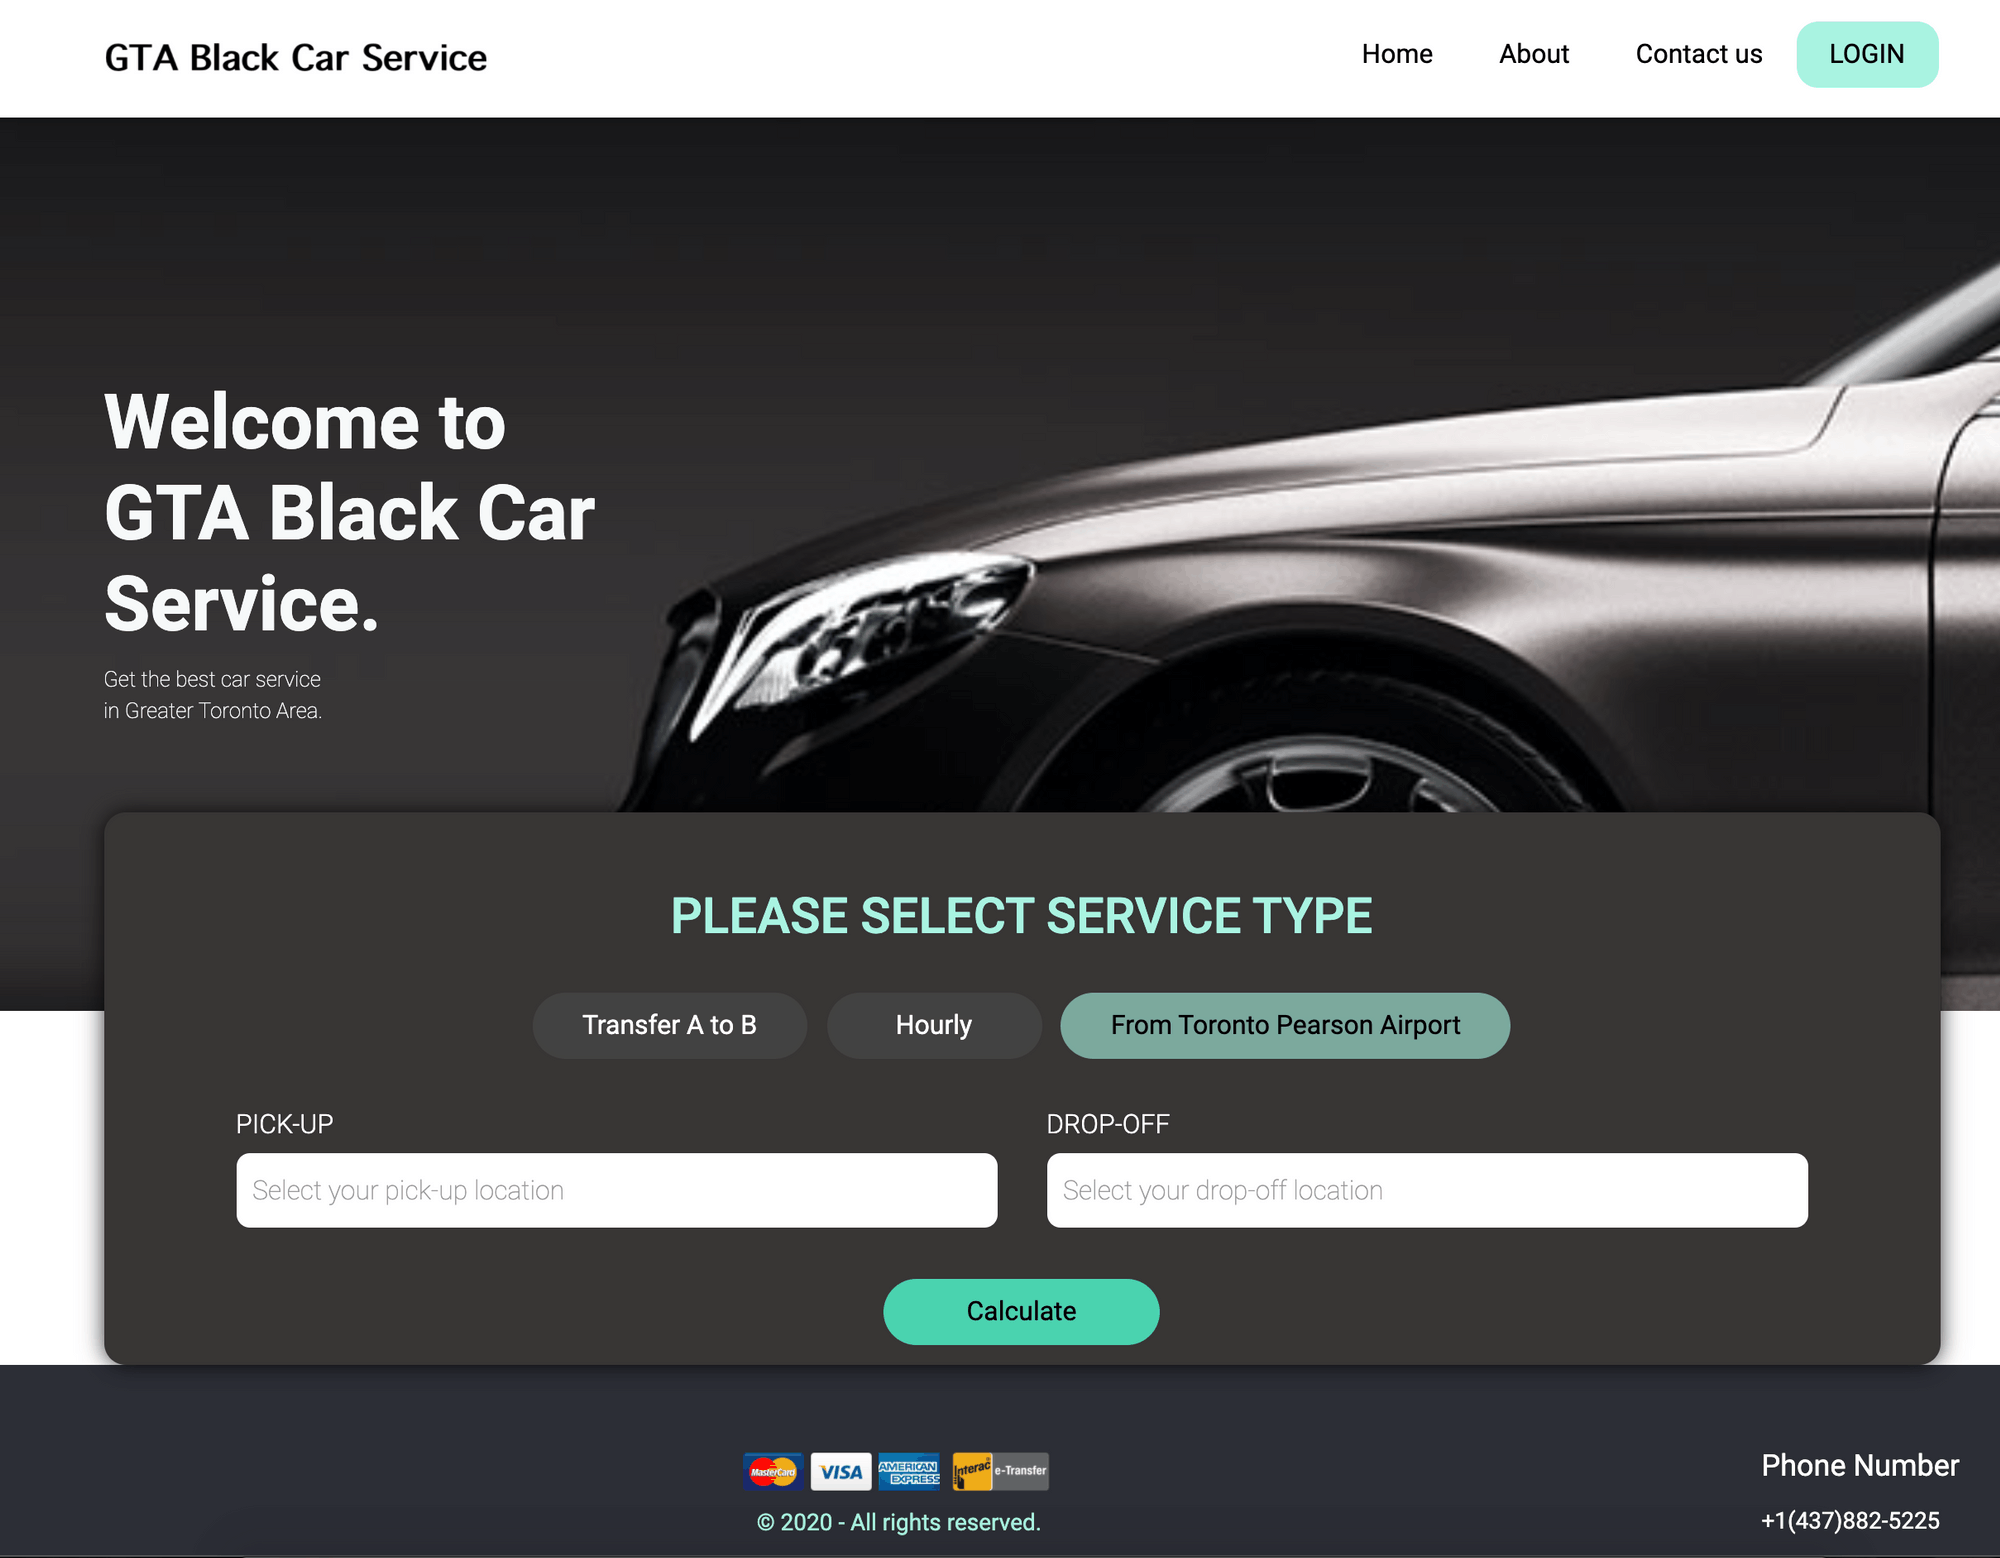 GTA Black Car Service
Home
About
Contact us
LOGIN
Welcome to
GTA Black Car
Service.
Get the best car service
in Greater Toronto Area.
PLEASE SELECT SERVICE TYPE
Transfer A to B
Hourly
From Toronto Pearson Airport
PICK-UP
DROP-OFF
Select your pick-up location
Select your drop-off location
Calculate
MasterCard
VISA
AMERICAN
EXPRESS
Interac
e-Transfer
© 2020 - All rights reserved.
Phone Number
+1(437)882-5225